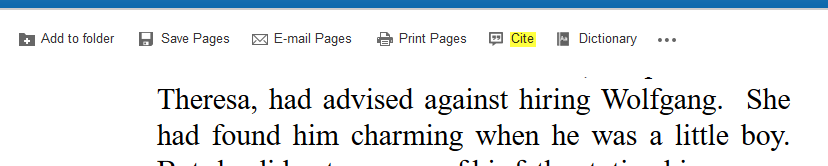 Add to folder Save Pages E-mail Pages Print Pages Cite Dictionary •••
Theresa, had advised against hiring Wolfgang. She
had found him charming when he was a little boy.